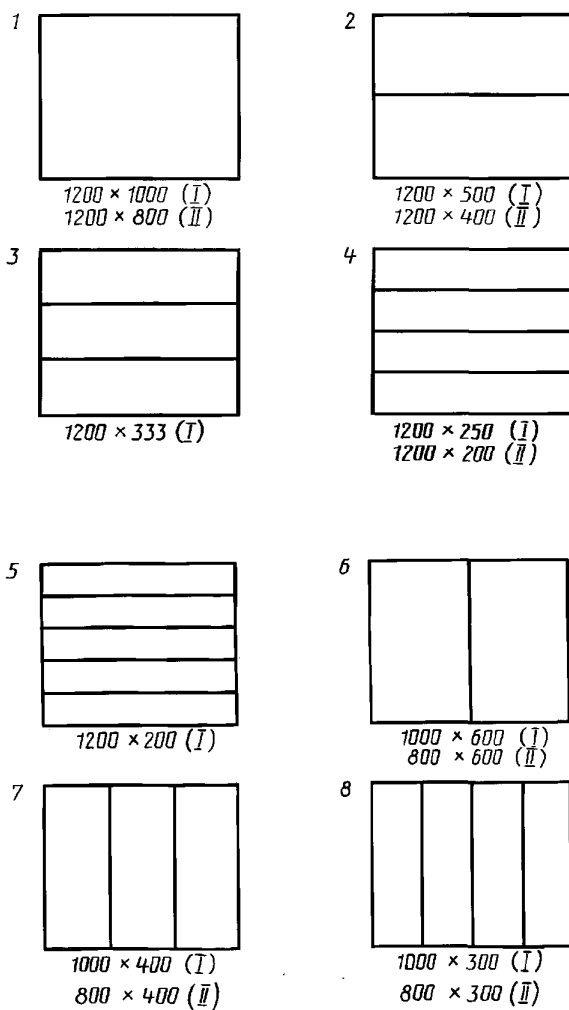 1
1200 × 1000 (I)
1200 × 800 (II)
2
1200 × 500 (I)
1200 × 400 (II)
3
1200 × 333 (I)
4
1200 × 250 (I)
1200 × 200 (II)
5
1200 × 200 (I)
6
1000 × 600 (I)
800 × 600 (II)
7
1000 × 400 (I)
800 × 400 (II)
8
1000 × 300 (I)
800 × 300 (II)